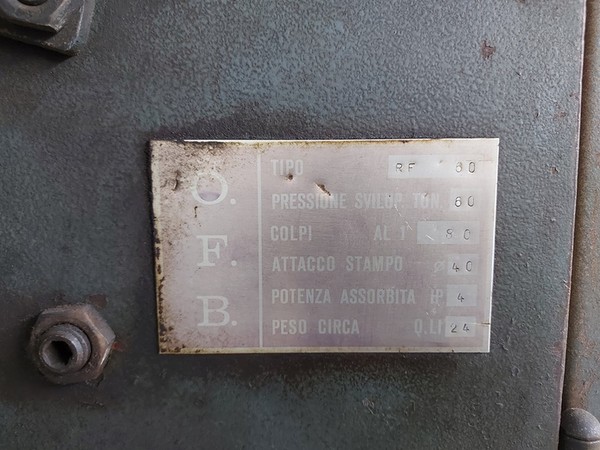 O.
F.
B.
TIPO RF 60
PRESSIONE SVILUP. TON. 60
COLPI AL 1' 80
ATTACCO STAMPO ø 40
POTENZA ASSORBITA HP 4
PESO CIRCA Q.LI 24